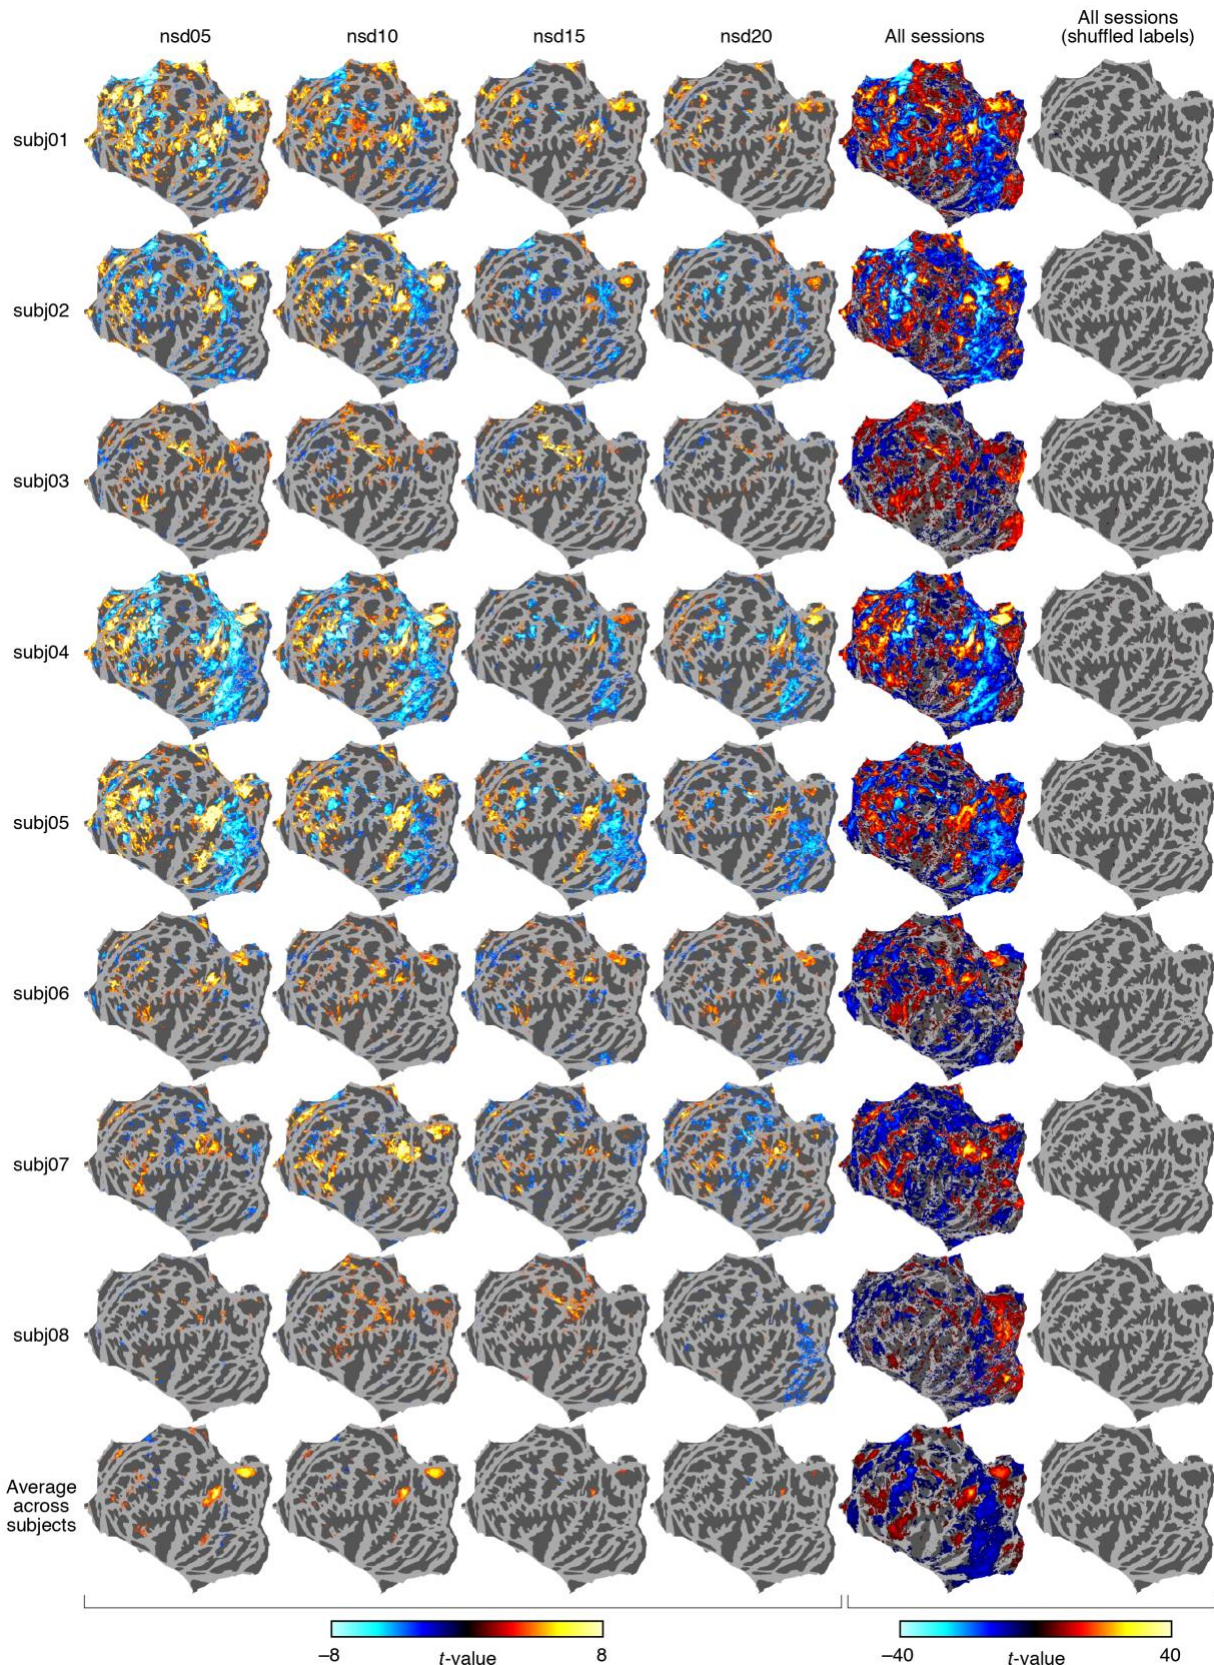 nsd05 nsd10 nsd15 nsd20 All sessions All sessions
(shuffled labels)
subj01
subj02
subj03
subj04
subj05
subj06
subj07
subj08
Average
across
subjects
−8 t-value 8 −40 t-value 40